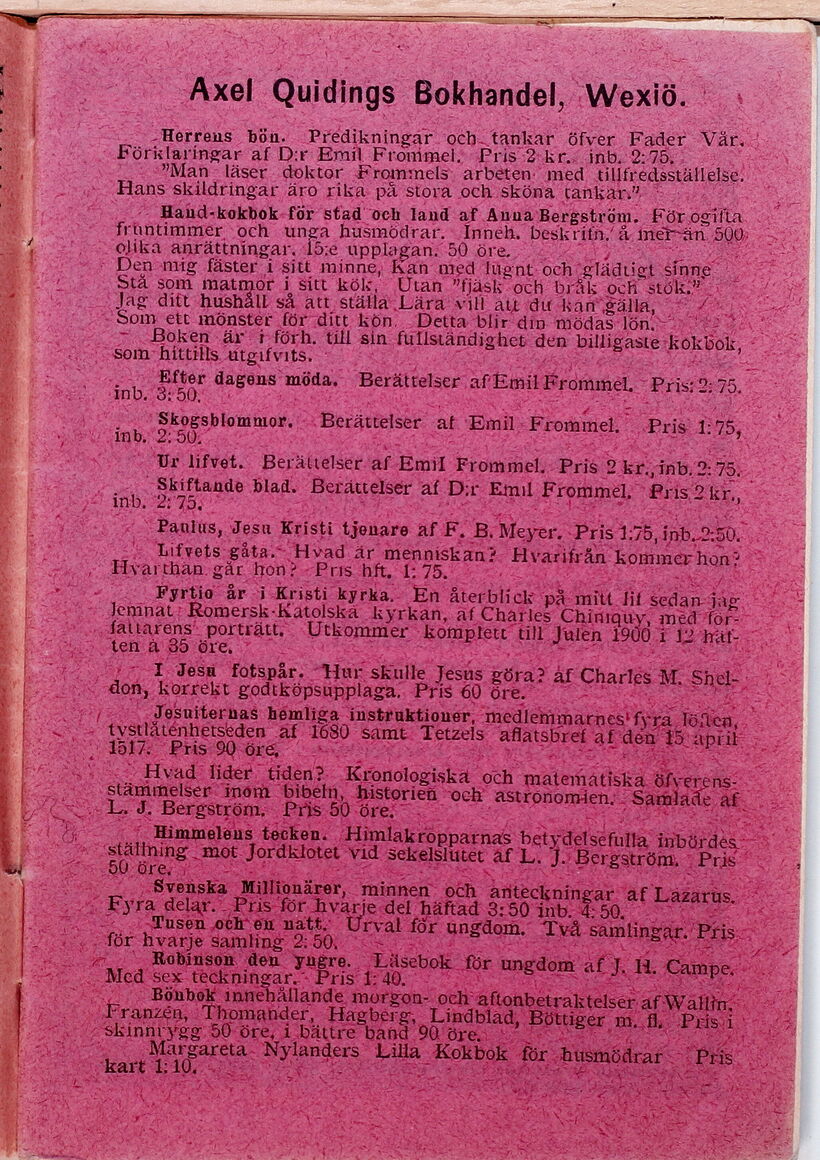 Axel Quidings Bokhandel, Wexiö.
Herrens bön. Predikningar och tankar öfver Fader Vår.
Förklaringar af D:r Emil Frommel. Pris 2 kr. inb. 2:75.
"Man läser doktor Frommels arbeten med tillfredsställelse.
Hans skildringar äro rika på stora och sköna tankar."
Hand-kokbok för stad och land af Anna Bergström. För ogifta
fruntimmer och unga husmödrar. Inneh. beskrifn. å mer än 500
olika anrättningar. 15:e upplagan. 50 öre.
Den mig fäster i sitt minne, Kan med lugnt och glädtigt sinne
Stå som matmor i sitt kök, Utan "fjäsk och bråk och stök."
Jag ditt hushåll så att ställa Lära vill att du kan gälla,
Som ett mönster för ditt kön Detta blir din mödas lön.
Boken är i förh. till sin fullständighet den billigaste kokbok,
som hittills utgifvits.
Efter dagens möda. Berättelser af Emil Frommel. Pris: 2: 75.
inb. 3: 50.
Skogsblommor. Berättelser af Emil Frommel. Pris 1: 75,
inb. 2: 50.
Ur lifvet. Berättelser af Emil Frommel. Pris 2 kr., inb. 2: 75.
Skiftande blad. Berättelser af D:r Emil Frommel. Pris 2 kr.,
inb. 2: 75.
Paulus, Jesu Kristi tjenare af F. B. Meyer. Pris 1:75, inb. 2:50.
Lifvets gåta. Hvad är menniskan? Hvarifrån kommer hon?
Hvarthän går hon? Pris hft. 1: 75.
Fyrtio år i Kristi kyrka. En återblick på mitt lif sedan jag
lemnat Romersk-Katolska kyrkan, af Charles Chiniquy, med för-
fattarens porträtt. Utkommer komplett till Julen 1900 i 12 häf-
ten à 35 öre.
I Jesu fotspår. Hur skulle Jesus göra? af Charles M. Shel-
don, korrekt godtköpsupplaga. Pris 60 öre.
Jesuiternas hemliga instruktioner, medlemmarnes fyra löften,
tystlåtenhetseden af 1680 samt Tetzels aflatsbref af den 15 april
1517. Pris 90 öre.
Hvad lider tiden? Kronologiska och matematiska öfverens-
stämmelser inom bibeln, historien och astronomien. Samlade af
L. J. Bergström. Pris 50 öre.
Himmelens tecken. Himlakropparnas betydelsefulla inbördes
ställning mot Jordklotet vid sekelslutet af L. J. Bergström. Pris
50 öre.
Svenska Millionärer, minnen och anteckningar af Lazarus.
Fyra delar. Pris för hvarje del häftad 3: 50 inb. 4: 50.
Tusen och en natt. Urval för ungdom. Två samlingar. Pris
för hvarje samling 2: 50.
Robinson den yngre. Läsebok för ungdom af J. H. Campe.
Med sex teckningar. Pris 1: 40.
Bönbok innehållande morgon- och aftonbetraktelser af Wallin,
Franzén, Thomander, Hagberg, Lindblad, Böttiger m. fl. Pris i
skinnrygg 50 öre, i bättre band 90 öre.
Margareta Nylanders Lilla Kokbok för husmödrar Pris
kart 1: 10.